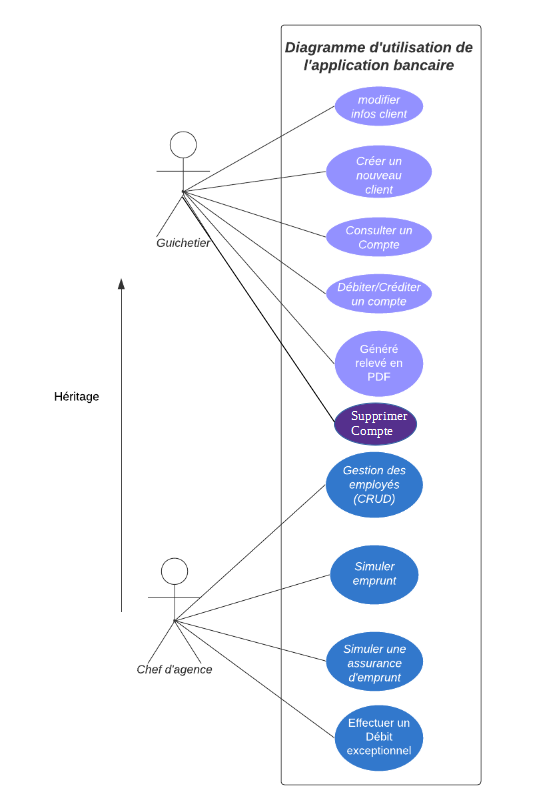 Diagramme d'utilisation de
l'application bancaire
modifier
infos client
Créer un
nouveau
client
Guichetier
Consulter un
Compte
Débiter/Créditer
un compte
Généré
relevé en
PDF
Héritage
Supprimer
Compte
Gestion des
employés
(CRUD)
Simuler
emprunt
Simuler une
assurance
d'emprunt
Chef d'agence
Effectuer un
Débit
exceptionnel